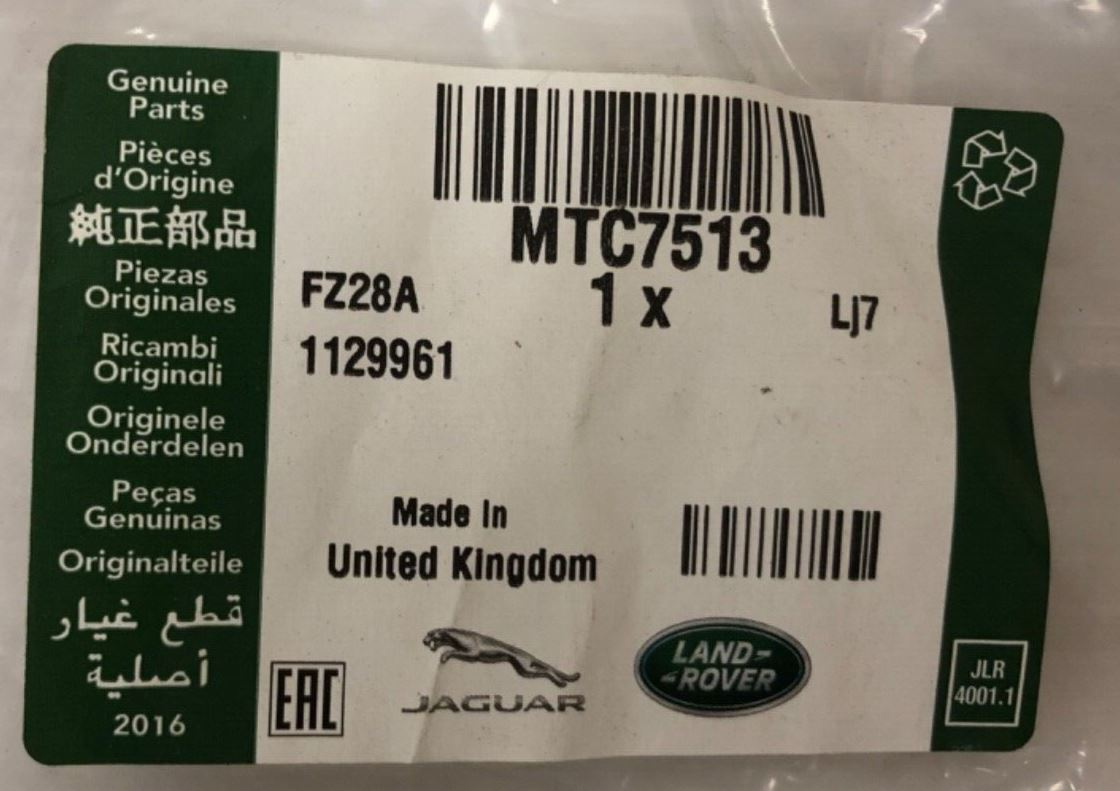 Genuine
Parts
Pièces
d'Origine
純正部品
Piezas
Originales
Ricambi
Originali
Originele
Onderdelen
Peças
Genuinas
Originalteile
قطع غيار
أصلية
2016
MTC7513
FZ28A
1 x
Lj7
1129961
Made In
United Kingdom
EAC
JAGUAR
LAND-
-ROVER
JLR
4001.1